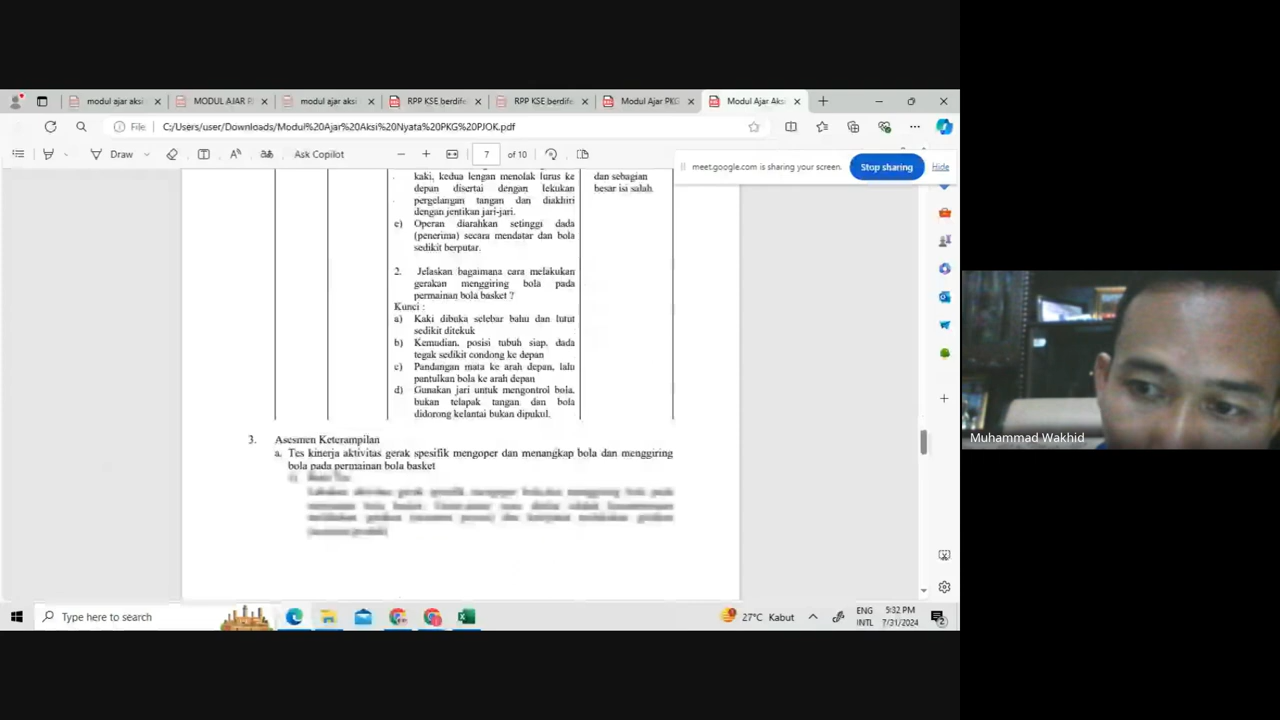 modul ajar aksi
MODUL AJAR P
modul ajar aksi
RPP KSE berdife
RPP KSE berdife
Modul Ajar PKG
Modul Ajar Aks
File
C:/Users/user/Downloads/Modul%20Ajar%20Aksi%20Nyata%20PKG%20PJOK.pdf
Draw
Ask Copilot
7
of 10
meet.google.com is sharing your screen.
Stop sharing
Hide
kaki, kedua lengan menolak lurus ke
depan disertai dengan lekukan
pergelangan tangan dan diakhiri
dengan jentikan jari-jari.
e) Operan diarahkan setinggi dada
(penerima) secara mendatar dan bola
sedikit berputar.
dan sebagian
besar isi salah.
2. Jelaskan bagaimana cara melakukan
gerakan menggiring bola pada
permainan bola basket ?
Kunci :
a) Kaki dibuka selebar bahu dan lutut
sedikit ditekuk
b) Kemudian, posisi tubuh siap, dada
tegak sedikit condong ke depan
c) Pandangan mata ke arah depan, lalu
pantulkan bola ke arah depan
d) Gunakan jari untuk mengontrol bola,
bukan telapak tangan dan bola
didorong kelantai bukan dipukul.
3. Asesmen Keterampilan
a. Tes kinerja aktivitas gerak spesifik mengoper dan menangkap bola dan menggiring
bola pada permainan bola basket
Muhammad Wakhid
Type here to search
27°C Kabut
ENG
INTL
5:32 PM
7/31/2024
2